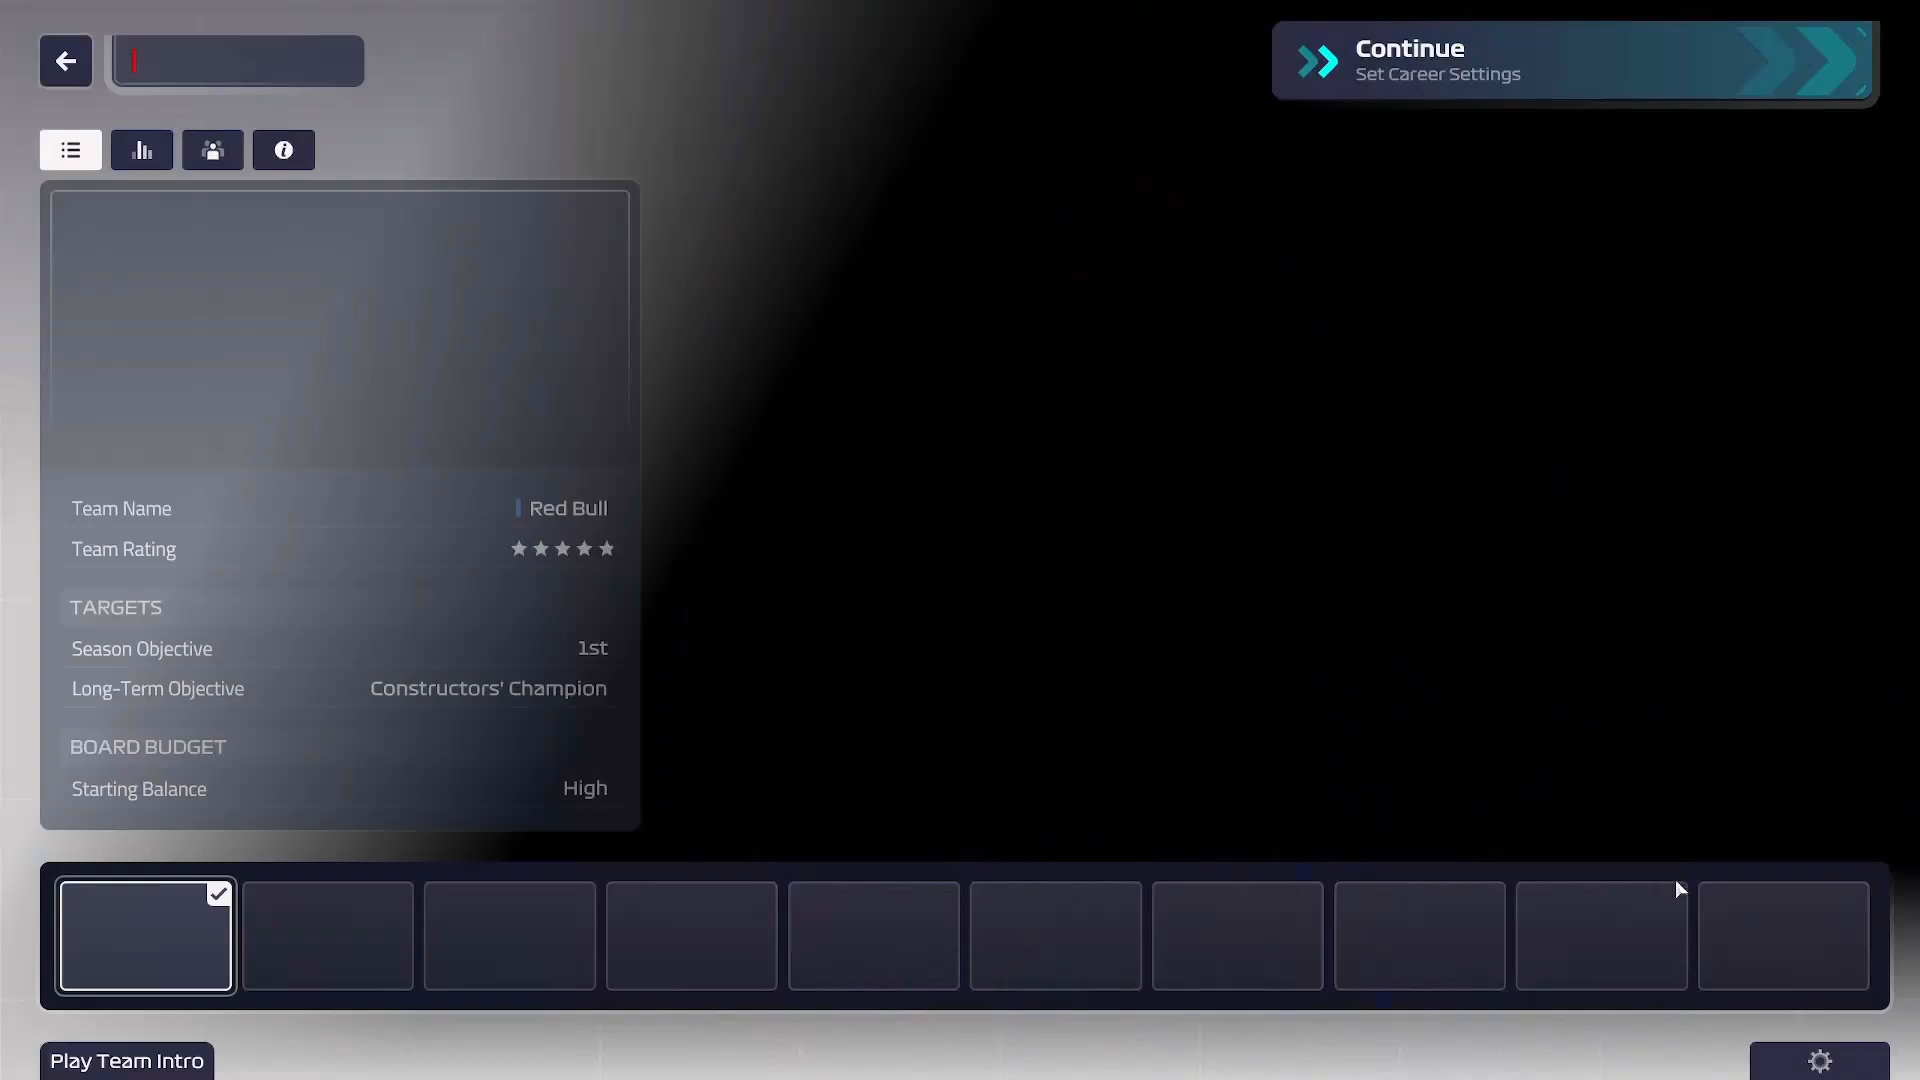 Continue
Set Career Settings
Team Name
Red Bull
Team Rating
TARGETS
Season Objective
1st
Long-Term Objective
Constructors' Champion
BOARD BUDGET
Starting Balance
High
Play Team Intro